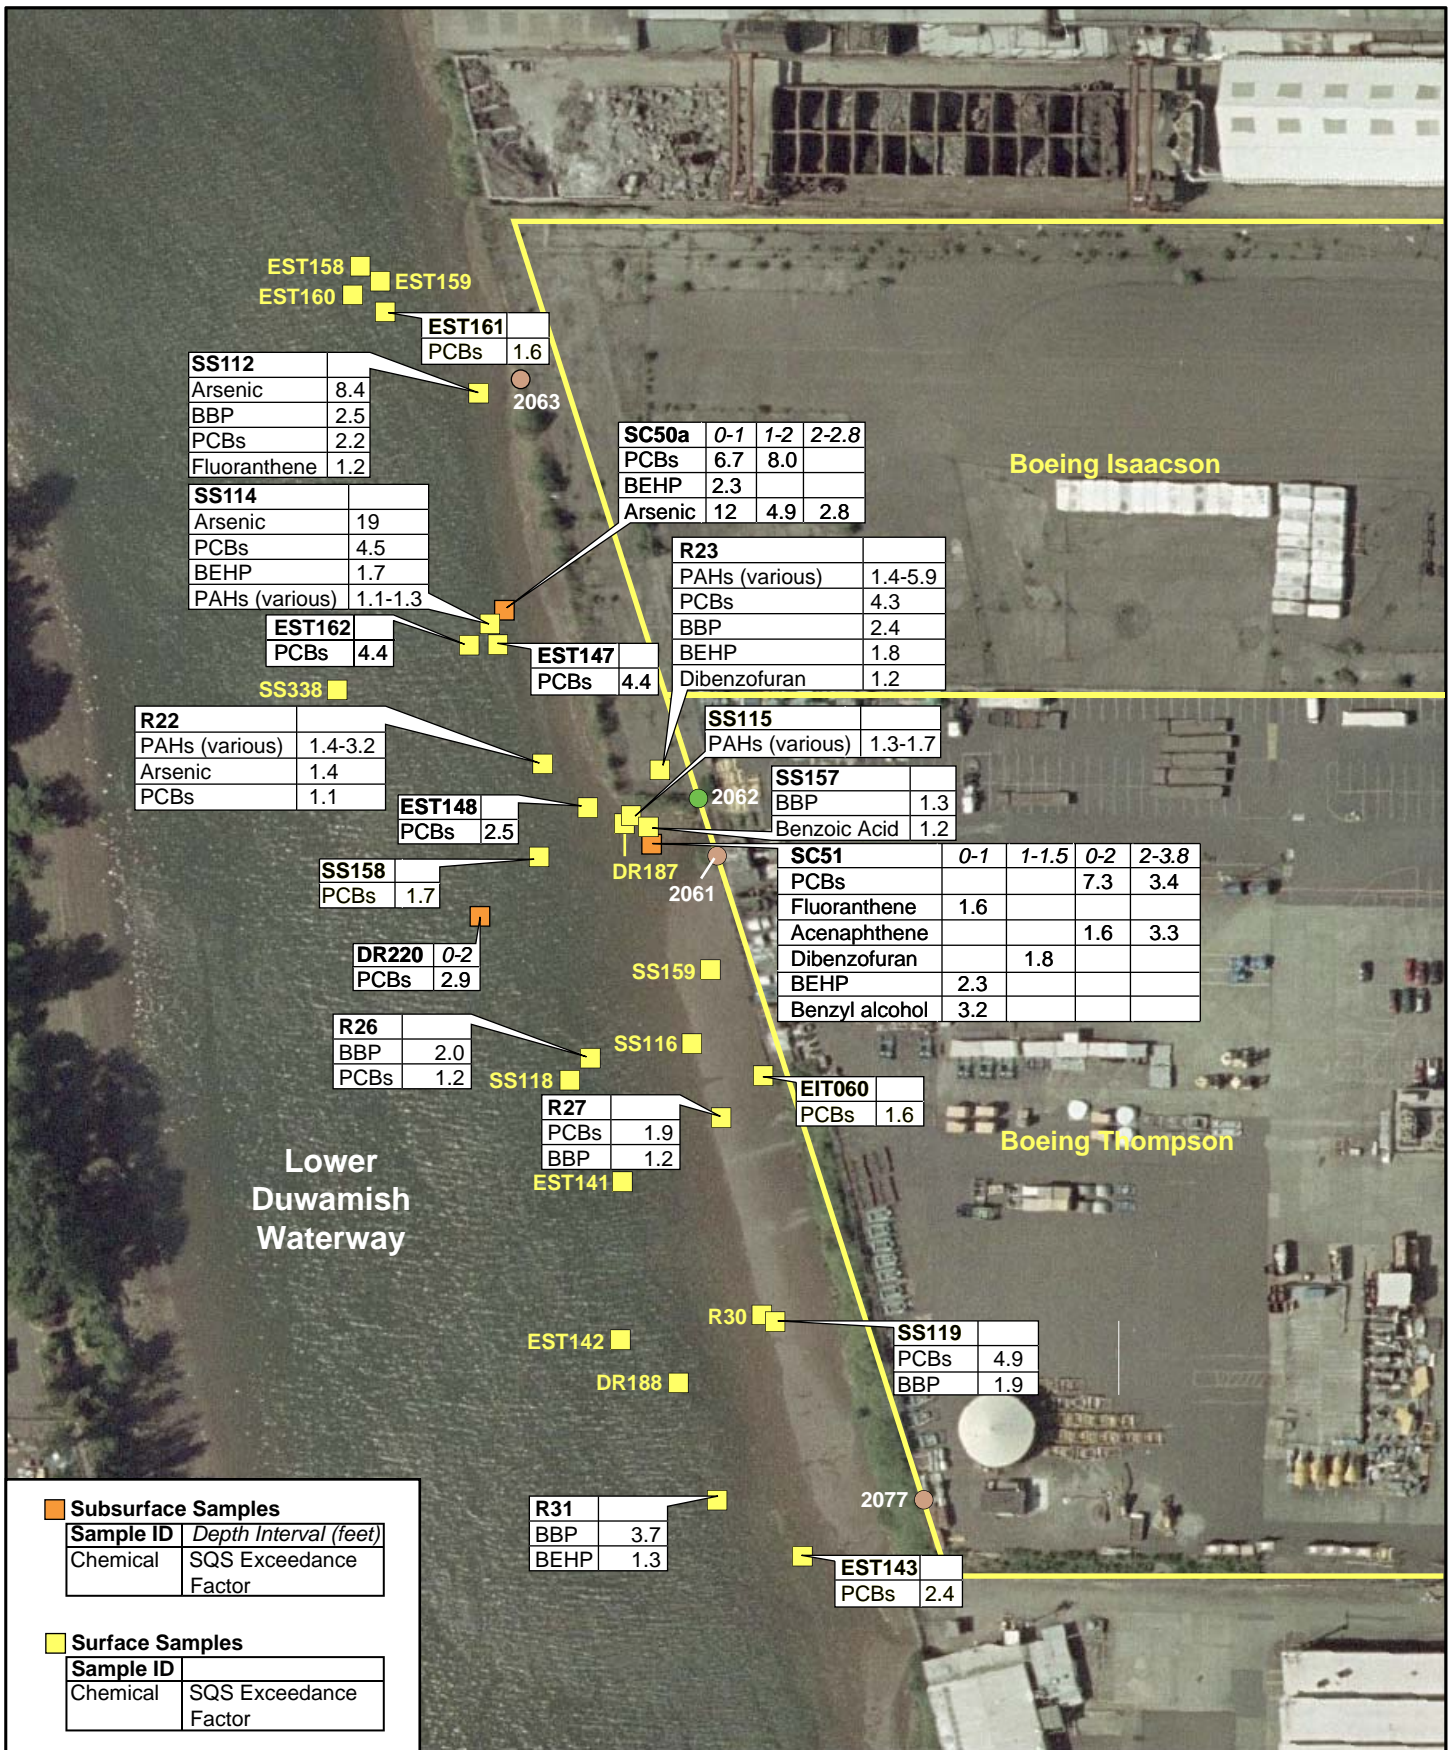 EST158
EST159
EST160
EST161
PCBs 1.6
SS112
Arsenic 8.4
BBP 2.5
PCBs 2.2
Fluoranthene 1.2
2063
SC50a 0-1 1-2 2-2.8
PCBs 6.7 8.0
BEHP 2.3
Arsenic 12 4.9 2.8
Boeing Isaacson
SS114
Arsenic 19
PCBs 4.5
BEHP 1.7
PAHs (various) 1.1-1.3
R23
PAHs (various) 1.4-5.9
PCBs 4.3
BBP 2.4
BEHP 1.8
Dibenzofuran 1.2
EST162
PCBs 4.4
EST147
PCBs 4.4
SS338
R22
PAHs (various) 1.4-3.2
Arsenic 1.4
PCBs 1.1
SS115
PAHs (various) 1.3-1.7
SS157
BBP 1.3
Benzoic Acid 1.2
2062
EST148
PCBs 2.5
DR187
2061
SC51 0-1 1-1.5 0-2 2-3.8
PCBs 7.3 3.4
Fluoranthene 1.6
Acenaphthene 1.6 3.3
Dibenzofuran 1.8
BEHP 2.3
Benzyl alcohol 3.2
SS158
PCBs 1.7
DR220 0-2
PCBs 2.9
SS159
R26
BBP 2.0
PCBs 1.2
SS116
SS118
EIT060
PCBs 1.6
R27
PCBs 1.9
BBP 1.2
Boeing Thompson
EST141
Lower
Duwamish
Waterway
R30
SS119
PCBs 4.9
BBP 1.9
EST142
DR188
R31
BBP 3.7
BEHP 1.3
2077
EST143
PCBs 2.4
Subsurface Samples
Sample ID Depth Interval (feet)
Chemical SQS Exceedance
Factor
Surface Samples
Sample ID
Chemical SQS Exceedance
Factor